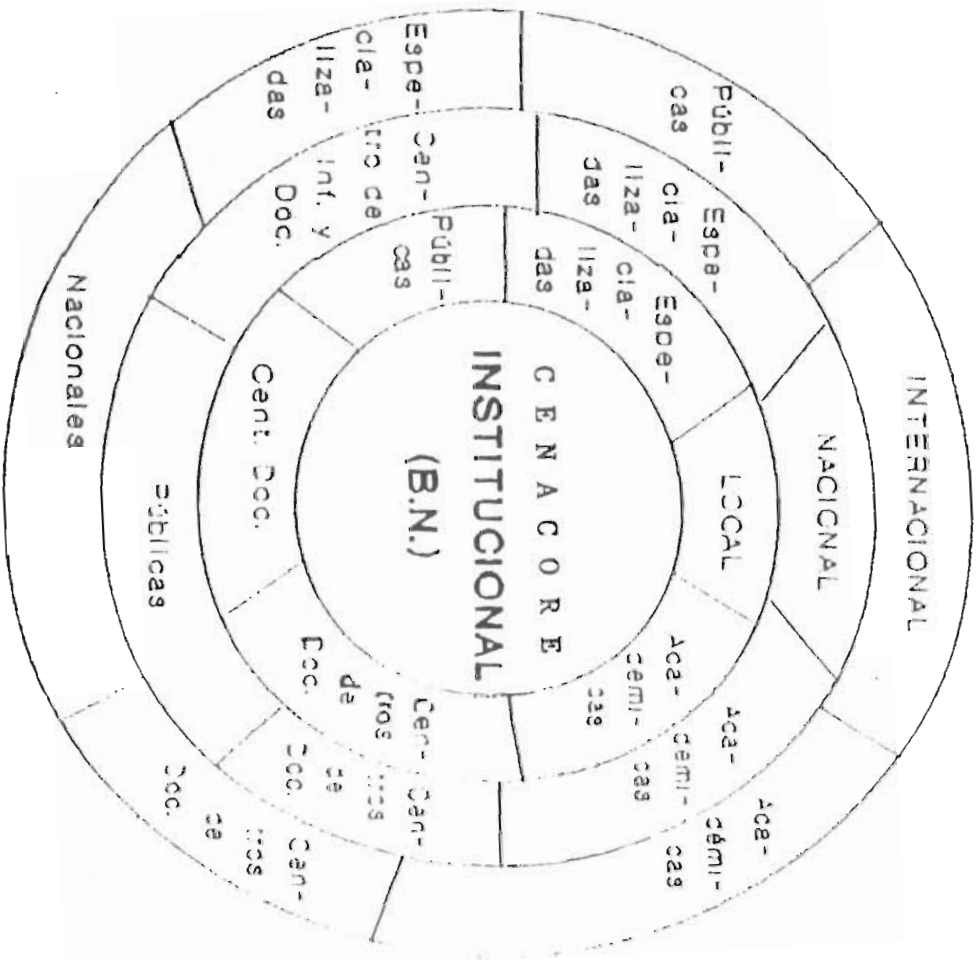 INTERNACIONAL
NACIONAL
LOCAL
Públi-
cas
Espe-
cia-
liza-
das
Espe-
cia-
liza-
das
Aca-
démi-
cas
Aca-
démi-
cas
Aca-
démi-
cas
C E N A C O R E
INSTITUCIONAL
(B.N.)
Espe-
cia-
liza-
das
Cen-
tro de
Inf. y
Doc.
Públi-
cas
Cen-
tros
de
Doc.
Cen-
tros
de
Doc.
Cen-
tros
de
Doc.
Cent. Doc.
Públicas
Nacionales